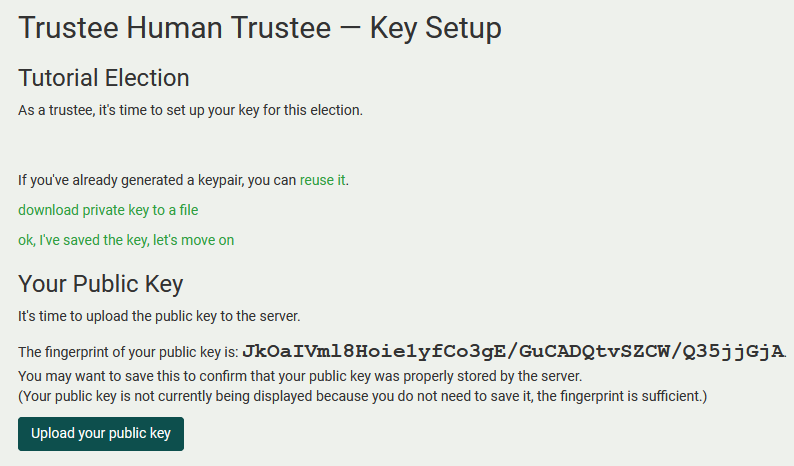 Trustee Human Trustee — Key Setup
Tutorial Election
As a trustee, it's time to set up your key for this election.
If you've already generated a keypair, you can reuse it.
download private key to a file
ok, I've saved the key, let's move on
Your Public Key
It's time to upload the public key to the server.
The fingerprint of your public key is: JkOaIVml8Hoie1yfCo3gE/GuCADQtvSZCW/Q35jjGjA.
You may want to save this to confirm that your public key was properly stored by the server.
(Your public key is not currently being displayed because you do not need to save it, the fingerprint is sufficient.)
Upload your public key